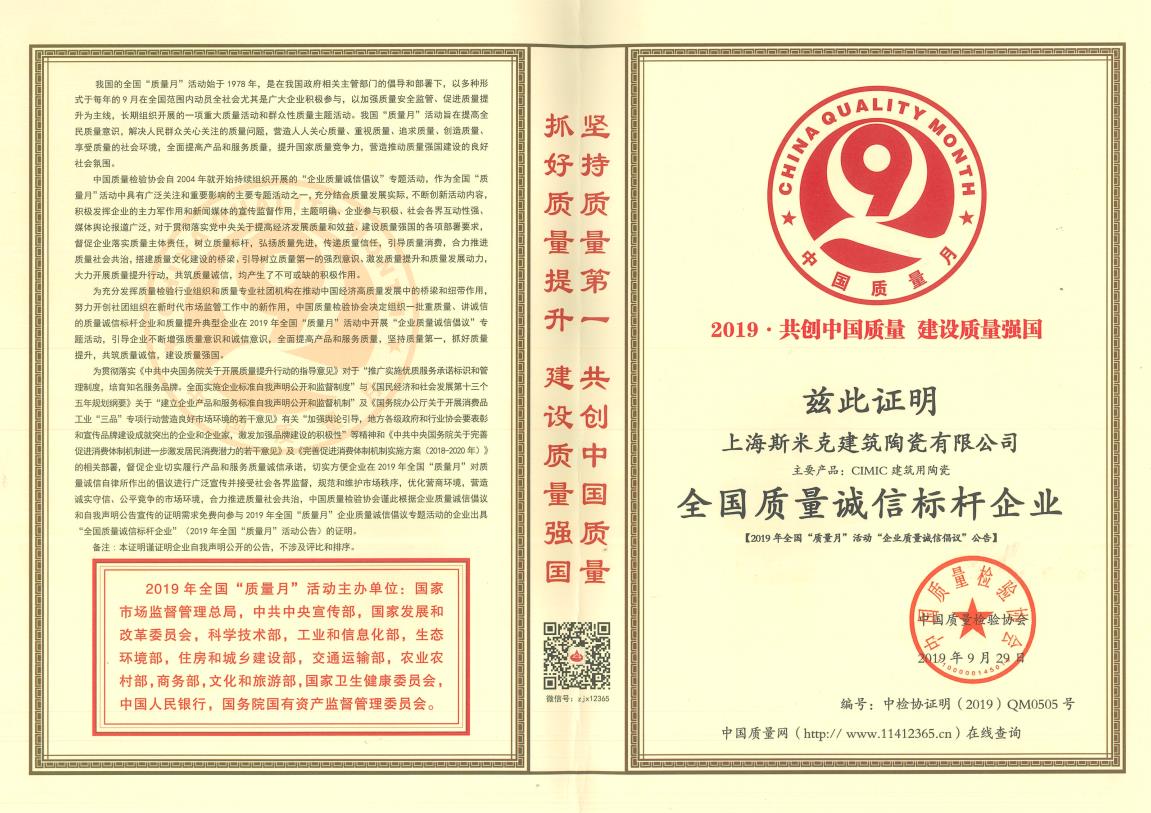 我国的全国“质量月”活动始于1978年，是在我国政府相关主管部门的倡导和部署下，以多种形
式于每年的9月在全国范围内动员全社会尤其是广大企业积极参与，以加强质量安全监管、促进质量提
升为主线，长期组织开展的一项重大质量活动和群众性质量主题活动。我国“质量月”活动旨在提高全
民质量意识，解决人民群众关心关注的质量问题，营造人人关心质量、重视质量、追求质量、创造质量、
享受质量的社会环境，全面提高产品和服务质量，提升国家质量竞争力，营造推动质量强国建设的良好
社会氛围。
中国质量检验协会自2004年就开始持续组织开展的“企业质量诚信倡议”专题活动，作为全国“质
量月”活动中具有广泛关注和重要影响的主要专题活动之一，充分结合质量发展实际，不断创新活动内容，
积极发挥企业的主力军作用和新闻媒体的宣传监督作用，主题明确、企业参与积极、社会各界互动性强、
媒体舆论报道广泛，对于贯彻落实党中央关于提高经济发展质量和效益，建设质量强国的各项部署要求，
督促企业落实质量主体责任，树立质量标杆，弘扬质量先进，传递质量信任，引导质量消费，合力推进
质量社会共治，搭建质量文化建设的桥梁，引导树立质量第一的强烈意识、激发质量提升和质量发展动力，
大力开展质量提升行动，共筑质量诚信，均产生了不可或缺的积极作用。
为充分发挥质量检验行业组织和质量专业社团机构在推动中国经济高质量发展中的桥梁和纽带作用，
努力开创社团组织在新时代市场监管工作中的新作用，中国质量检验协会决定组织一批重质量、讲诚信
的质量诚信标杆企业和质量提升典型企业在2019年全国“质量月”活动中开展“企业质量诚信倡议”专
题活动，引导企业不断增强质量意识和诚信意识，全面提高产品和服务质量，坚持质量第一，抓好质量
提升，共筑质量诚信，建设质量强国。
为贯彻落实《中共中央国务院关于开展质量提升行动的指导意见》对于“推广实施优质服务承诺标识和管
理制度，培育知名服务品牌。全面实施企业标准自我声明公开和监督制度”与《国民经济和社会发展第十三个
五年规划纲要》关于“建立企业产品和服务标准自我声明公开和监督机制”及《国务院办公厅关于开展消费品
工业“三品”专项行动营造良好市场环境的若干意见》有关“加强舆论引导，地方各级政府和行业协会要表彰
和宣传品牌建设成就突出的企业和企业家，激发加强品牌建设的积极性”等精神和《中共中央国务院关于完善
促进消费体制机制进一步激发居民消费潜力的若干意见》及《完善促进消费体制机制实施方案（2018-2020年）》
的相关部署，督促企业切实履行产品和服务质量诚信承诺，切实方便企业在2019年全国“质量月”活动中对质
量诚信自律所作出的倡议进行广泛宣传并接受社会各界监督，规范和维护市场秩序，优化营商环境，营造
诚实守信、公平竞争的市场环境，合力推进质量社会共治，中国质量检验协会谨此根据企业质量诚信倡议
和自我声明公告宣传的证明需求免费向参与2019年全国“质量月”企业质量诚信倡议专题活动的企业出具
“全国质量诚信标杆企业”（2019年全国“质量月”活动公告）的证明。
备注：本证明谨证明企业自我声明公开的公告，不涉及评比和排序。
2019年全国“质量月”活动主办单位：国家
市场监督管理总局，中共中央宣传部，国家发展和
改革委员会，科学技术部，工业和信息化部，生态
环境部，住房和城乡建设部，交通运输部，农业农
村部，商务部，文化和旅游部，国家卫生健康委员会，
中国人民银行，国务院国有资产监督管理委员会。
坚持质量第一 共创中国质量
抓好质量提升 建设质量强国
微信号：zjx12365
CHINA QUALITY MONTH
9
中国质量月
2019·共创中国质量 建设质量强国
兹此证明
上海斯米克建筑陶瓷有限公司
主要产品：CIMIC 建筑用陶瓷
全国质量诚信标杆企业
【2019年全国“质量月”活动“企业质量诚信倡议”公告】
中国质量检验协会
中国质量检验协会
2019年9月29日
编号：中检协证明（2019）QM0505号
中国质量网（http:// www.11412365.cn）在线查询